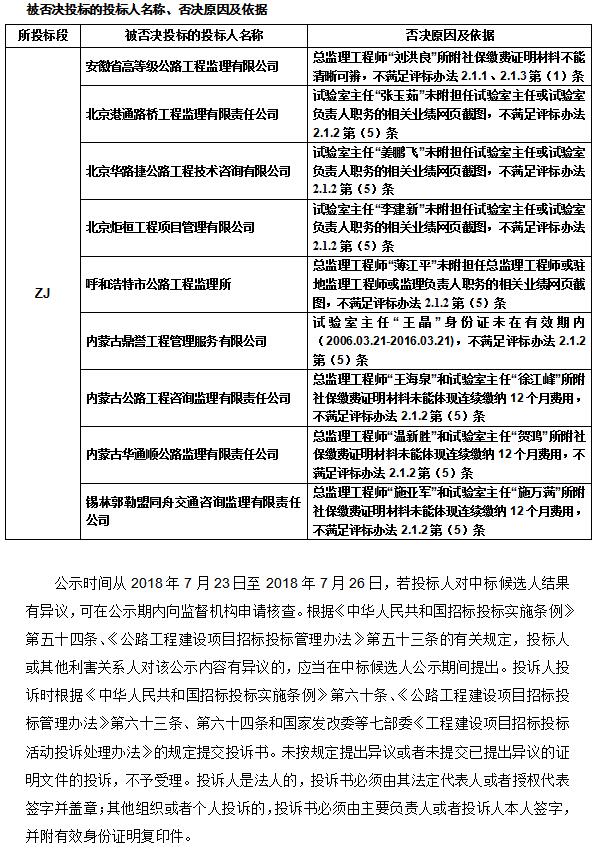 被否决投标的投标人名称、否决原因及依据
所投标段
被否决投标的投标人名称
否决原因及依据
ZJ
安徽省高等级公路工程监理有限公司
总监理工程师“刘洪良”所附社保缴费证明材料不能
清晰可辨，不满足评标办法 2.1.1、2.1.3 第（1）条
北京港通路桥工程监理有限责任公司
试验室主任“张玉茹”未附担任试验室主任或试验室
负责人职务的相关业绩网页截图，不满足评标办法
2.1.2 第（5）条
北京华路捷公路工程技术咨询有限公司
试验室主任“姜鹏飞”未附担任试验室主任或试验室
负责人职务的相关业绩网页截图，不满足评标办法
2.1.2 第（5）条
北京炬桓工程项目管理有限公司
试验室主任“李建新”未附担任试验室主任或试验室
负责人职务的相关业绩网页截图，不满足评标办法
2.1.2 第（5）条
呼和浩特市公路工程监理所
总监理工程师“薄江平”未附担任总监理工程师或驻
地监理工程师或监理负责人职务的相关业绩网页截
图，不满足评标办法 2.1.2 第（5）条
内蒙古鼎誉工程管理服务有限公司
试验室主任“王晶”身份证未在有效期内
（2006.03.21-2016.03.21)，不满足评标办法 2.1.2
第（5）条
内蒙古公路工程咨询监理有限责任公司
总监理工程师“王海泉”和试验室主任“徐江峰”所附
社保缴费证明材料未能体现连续缴纳 12 个月费用，
不满足评标办法 2.1.2 第（5）条
内蒙古华通顺公路监理有限责任公司
总监理工程师“温新胜”和试验室主任“贺鸿”所附社
保缴费证明材料未能体现连续缴纳 12 个月费用，不
满足评标办法 2.1.2 第（5）条
锡林郭勒盟同舟交通咨询监理有限责任
公司
总监理工程师“施亚军”和试验室主任“施万满”所附
社保缴费证明材料未能体现连续缴纳 12 个月费用，
不满足评标办法 2.1.2 第（5）条
公示时间从 2018 年 7 月 23日至 2018 年 7 月 26日，若投标人对中标候选人结果
有异议，可在公示期内向监督机构申请核查。根据《中华人民共和国招标投标实施条例》
第五十四条、《公路工程建设项目招标投标管理办法》第五十三条的有关规定，投标人
或其他利害关系人对该公示内容有异议的，应当在中标候选人公示期间提出。投诉人投
诉时根据《中华人民共和国招标投标实施条例》第六十条、《公路工程建设项目招标投
标管理办法》第六十三条、第六十四条和国家发改委等七部委《工程建设项目招标投标
活动投诉处理办法》的规定提交投诉书。未按规定提出异议或者未提交已提出异议的证
明文件的投诉，不予受理。投诉人是法人的，投诉书必须由其法定代表人或者授权代表
签字并盖章；其他组织或者个人投诉的，投诉书必须由主要负责人或者投诉人本人签字，
并附有效身份证明复印件。